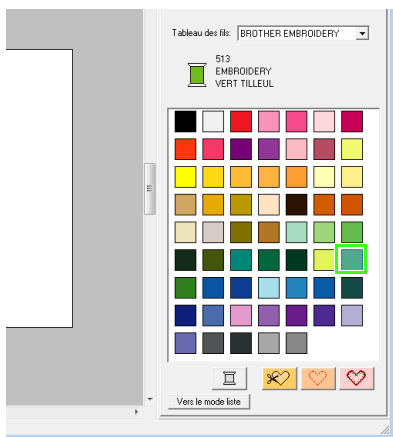 Tableau des fils: BROTHER EMBROIDERY
513
EMBROIDERY
VERT TILLEUL
Vers le mode liste